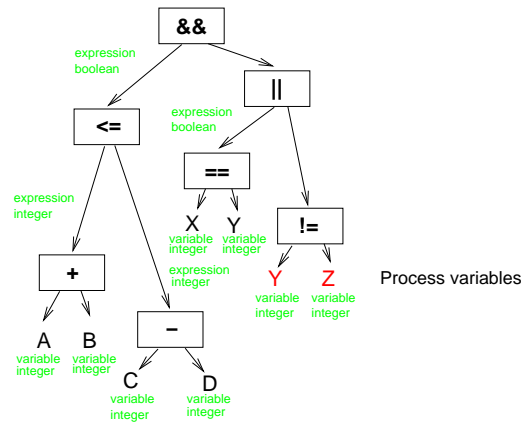 &&
expression
boolean
||
expression
boolean
<=
==
expression
integer
X Y
variable variable
integer integer
!=
expression
integer
+
Y Z
Process variables
variable variable
integer integer
−
A B
variable variable
integer integer
C D
variable variable
integer integer